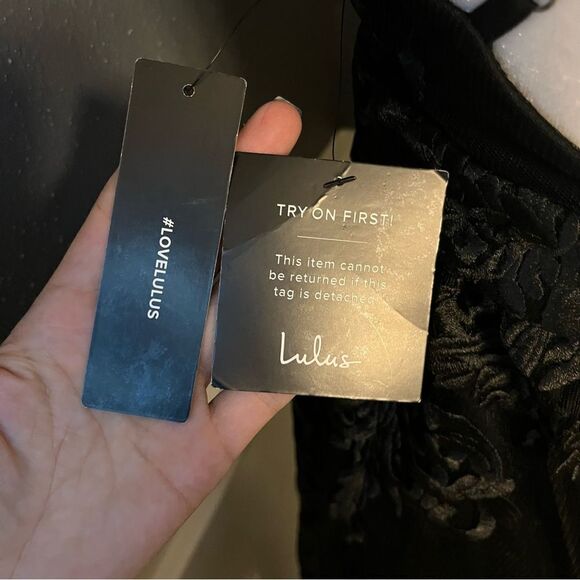 #LOVELULUS
TRY ON FIRST!
This item cannot
be returned if this
tag is detached.
Lulus